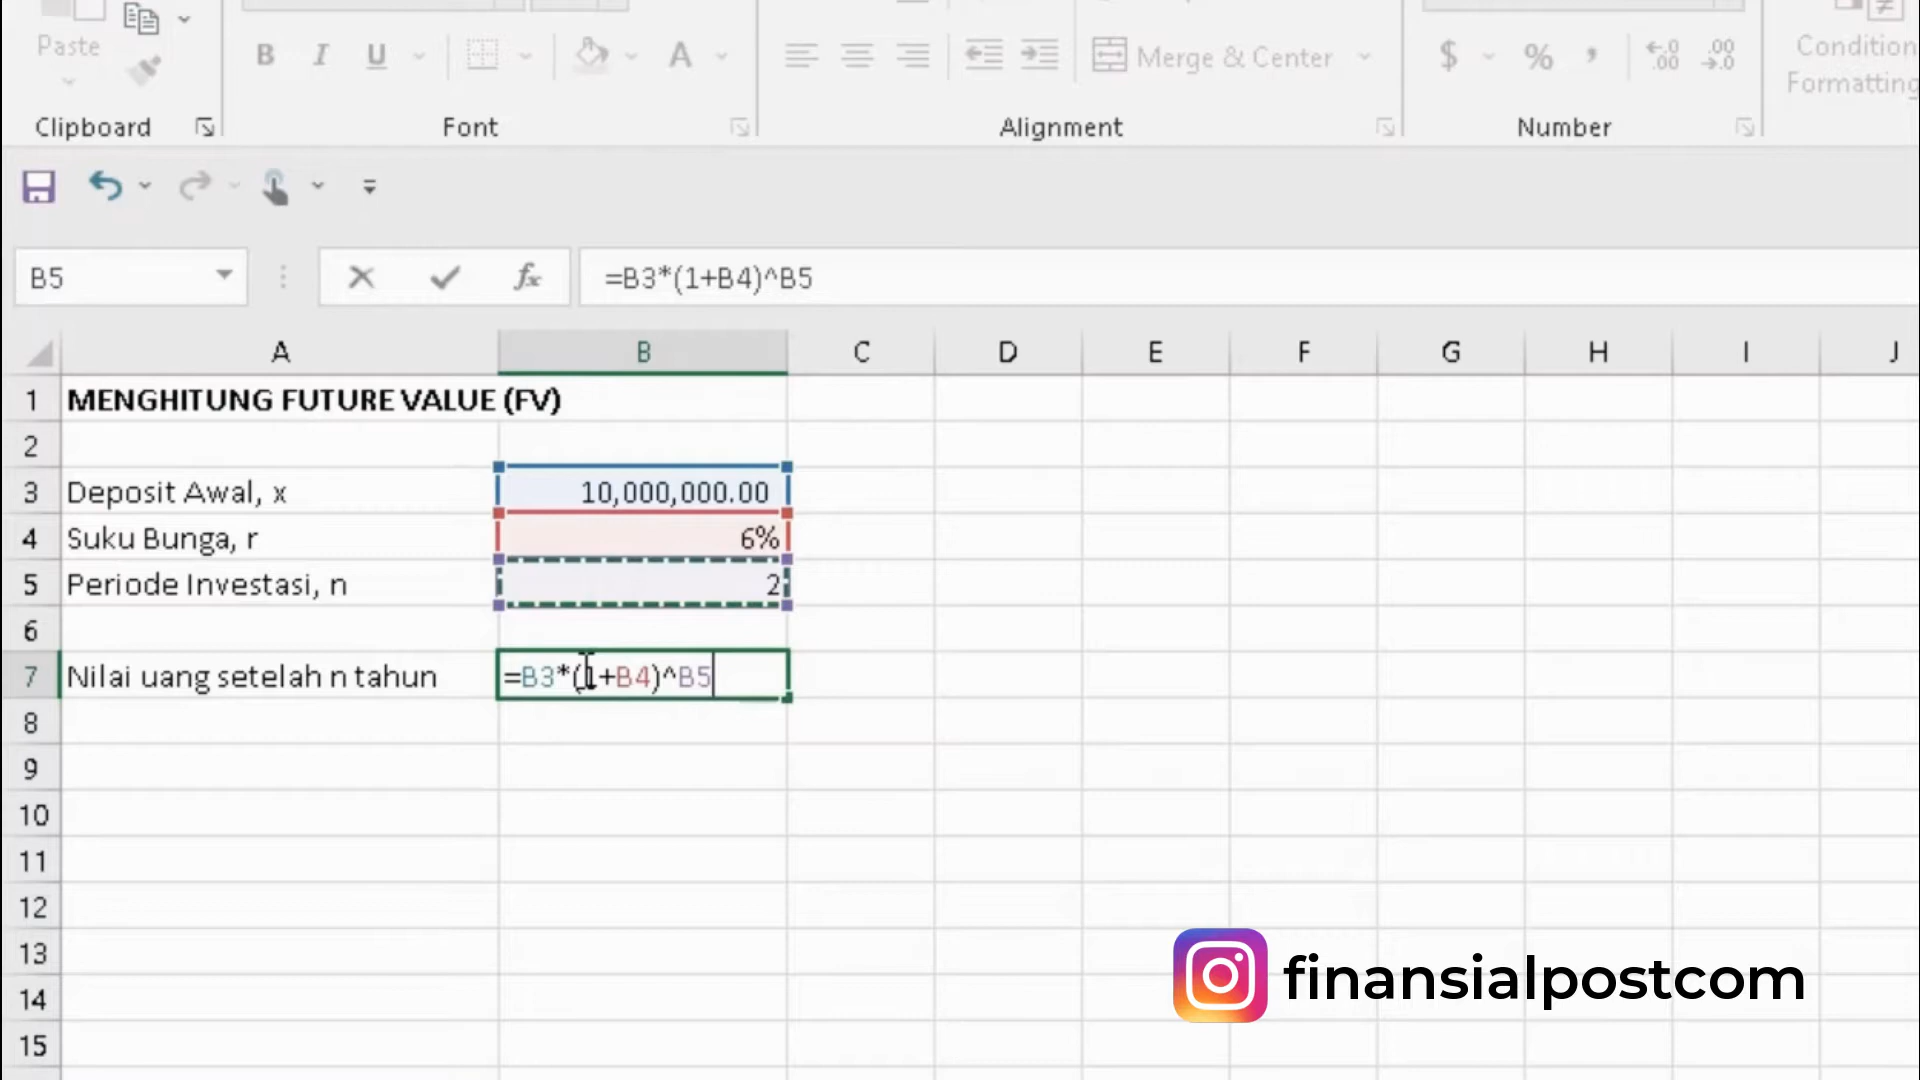 Paste
Clipboard
B I U A
Font
Merge & Center
Alignment
$ % , .00 .00
Number
Condition
Formatting
B5 fx =B3*(1+B4)^B5
A B C D E F G H I J
1 MENGHITUNG FUTURE VALUE (FV)
2
3 Deposit Awal, x 10,000,000.00
4 Suku Bunga, r 6%
5 Periode Investasi, n 2
6
7 Nilai uang setelah n tahun =B3*(1+B4)^B5
8
9
10
11
12
13
14
15
finansialpostcom